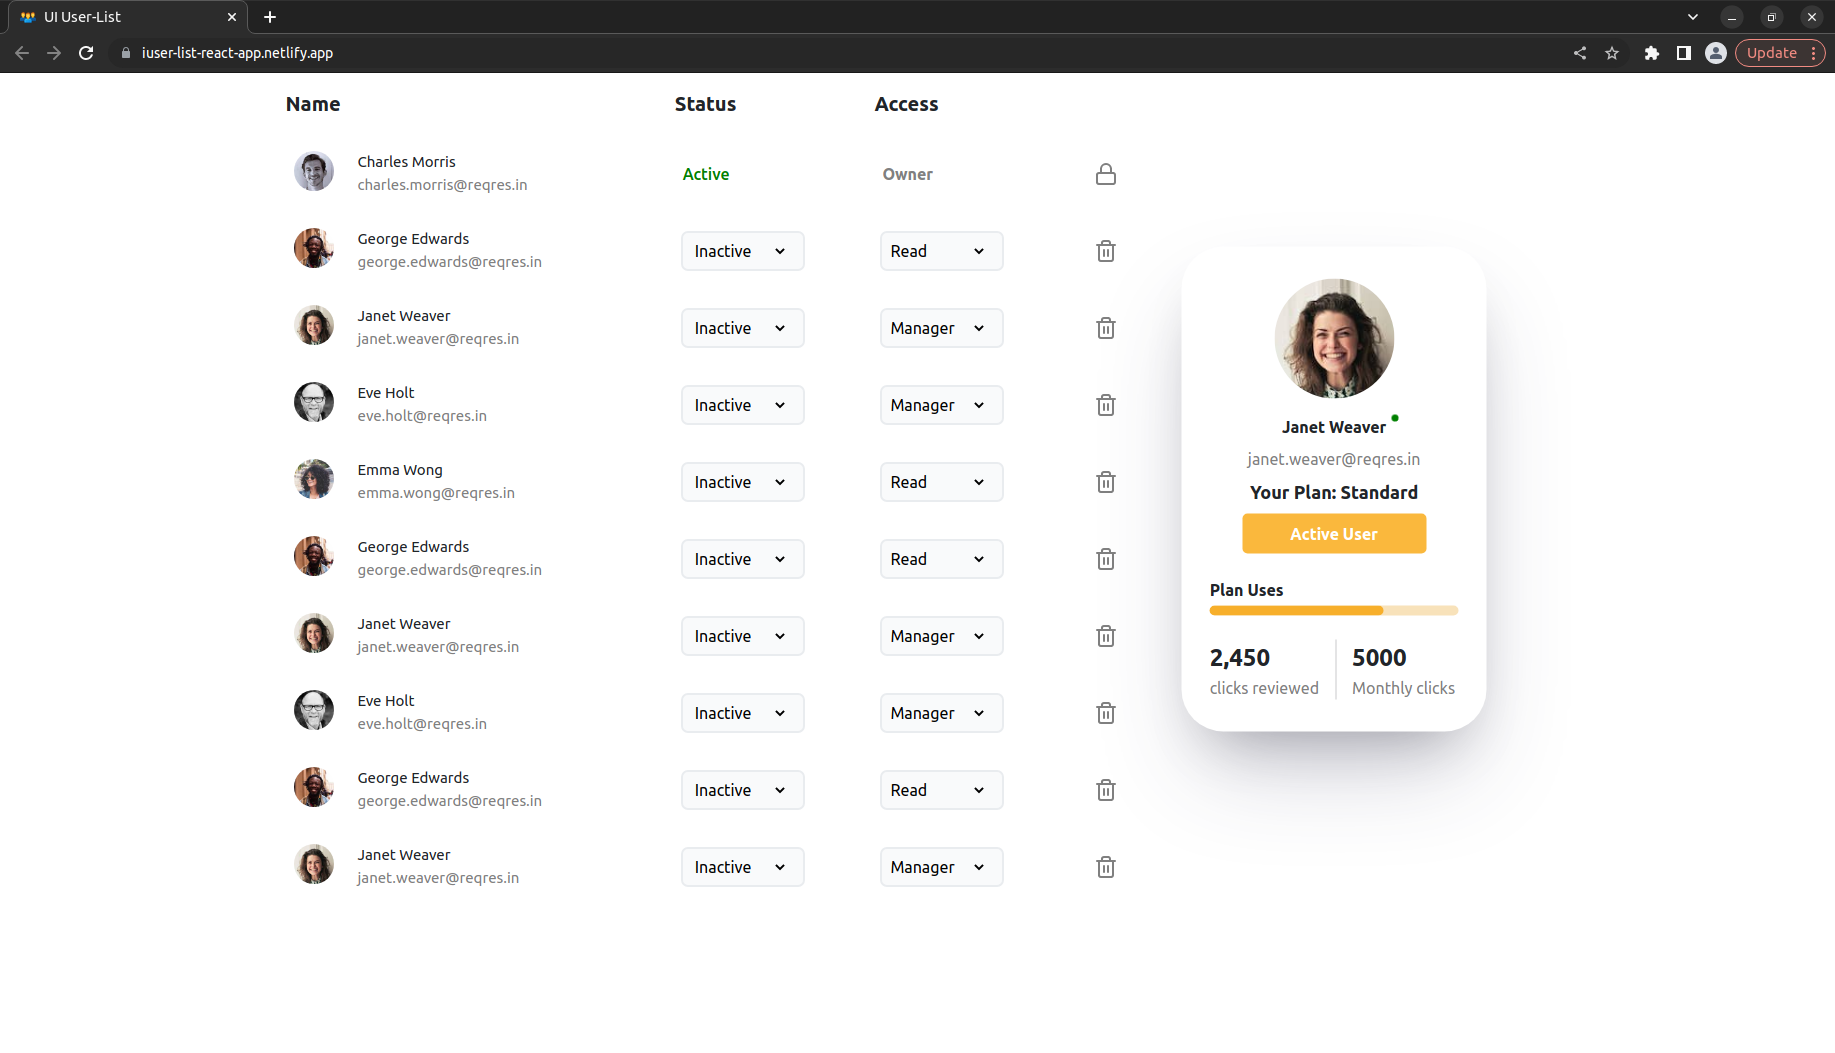 UI User-List
iuser-list-react-app.netlify.app
Update
Name Status Access
Charles Morris
charles.morris@reqres.in
Active Owner
George Edwards
george.edwards@reqres.in
Inactive Read
Janet Weaver
janet.weaver@reqres.in
Inactive Manager
Eve Holt
eve.holt@reqres.in
Inactive Manager
Emma Wong
emma.wong@reqres.in
Inactive Read
George Edwards
george.edwards@reqres.in
Inactive Read
Janet Weaver
janet.weaver@reqres.in
Inactive Manager
Eve Holt
eve.holt@reqres.in
Inactive Manager
George Edwards
george.edwards@reqres.in
Inactive Read
Janet Weaver
janet.weaver@reqres.in
Inactive Manager
Janet Weaver
janet.weaver@reqres.in
Your Plan: Standard
Active User
Plan Uses
2,450 5000
clicks reviewed Monthly clicks